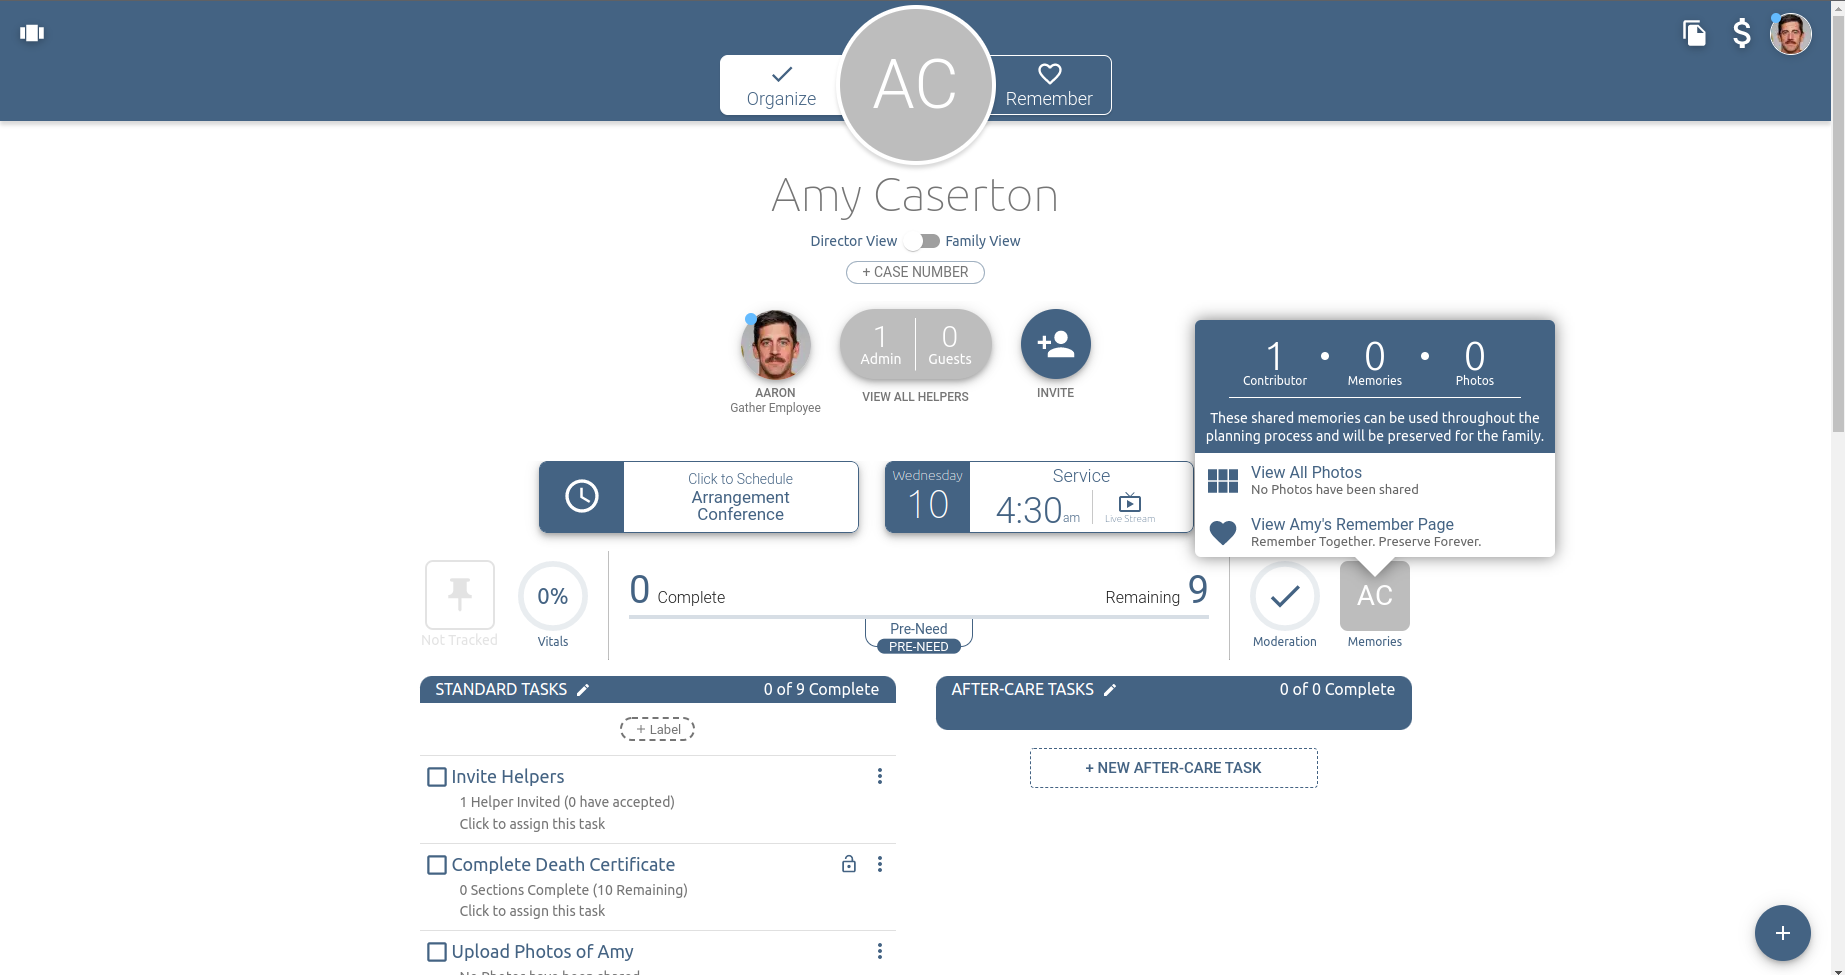 Organize
AC
Remember
Amy Caserton
Director View
Family View
+ CASE NUMBER
AARON
Gather Employee
1
Admin
0
Guests
VIEW ALL HELPERS
INVITE
1
Contributor
0
Memories
0
Photos
These shared memories can be used throughout the
planning process and will be preserved for the family.
View All Photos
No Photos have been shared
View Amy's Remember Page
Remember Together. Preserve Forever.
Click to Schedule
Arrangement
Conference
Wednesday
10
Service
4:30am
Live Stream
Not Tracked
0%
Vitals
0 Complete
Remaining 9
Pre-Need
PRE-NEED
Moderation
AC
Memories
STANDARD TASKS
0 of 9 Complete
+ Label
Invite Helpers
1 Helper Invited (0 have accepted)
Click to assign this task
Complete Death Certificate
0 Sections Complete (10 Remaining)
Click to assign this task
Upload Photos of Amy
AFTER-CARE TASKS
0 of 0 Complete
+ NEW AFTER-CARE TASK